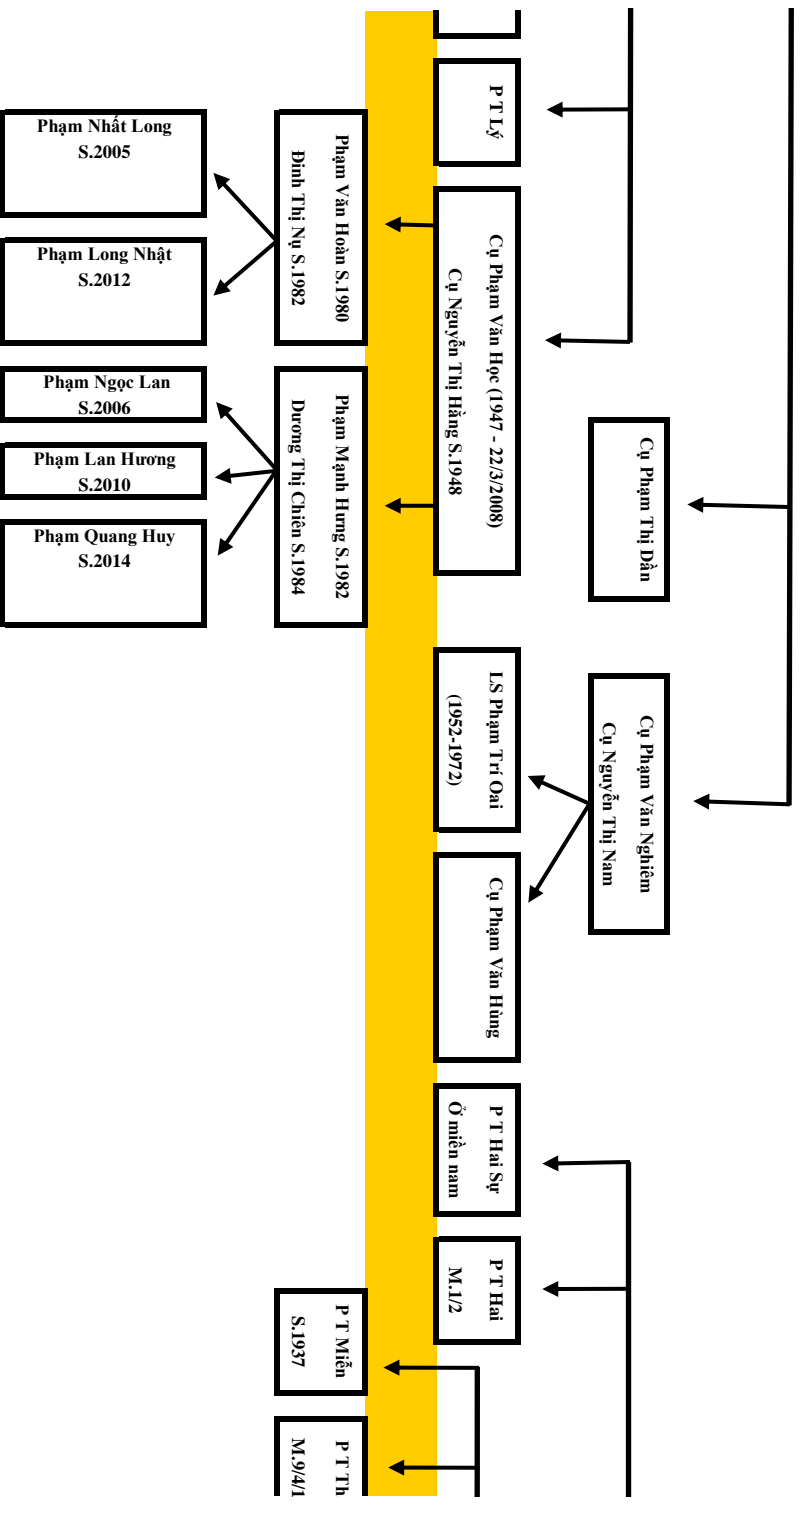 P T Lý
Phạm Nhất Long
S.2005
Phạm Văn Hoàn S.1980
Đinh Thị Nụ S.1982
Cụ Phạm Văn Học (1947 - 22/3/2008)
Cụ Nguyễn Thị Hằng S.1948
Phạm Long Nhật
S.2012
Phạm Ngọc Lan
S.2006
Phạm Mạnh Hưng S.1982
Dương Thị Chiên S.1984
Cụ Phạm Thị Dần
Phạm Lan Hương
S.2010
Phạm Quang Huy
S.2014
LS Phạm Trí Oai
(1952-1972)
Cụ Phạm Văn Nghiêm
Cụ Nguyễn Thị Nam
Cụ Phạm Văn Hùng
P T Hai Sự
Ở miền nam
P T Hai
M.1/2
P T Miễn
S.1937
P T Th
M.9/4/1